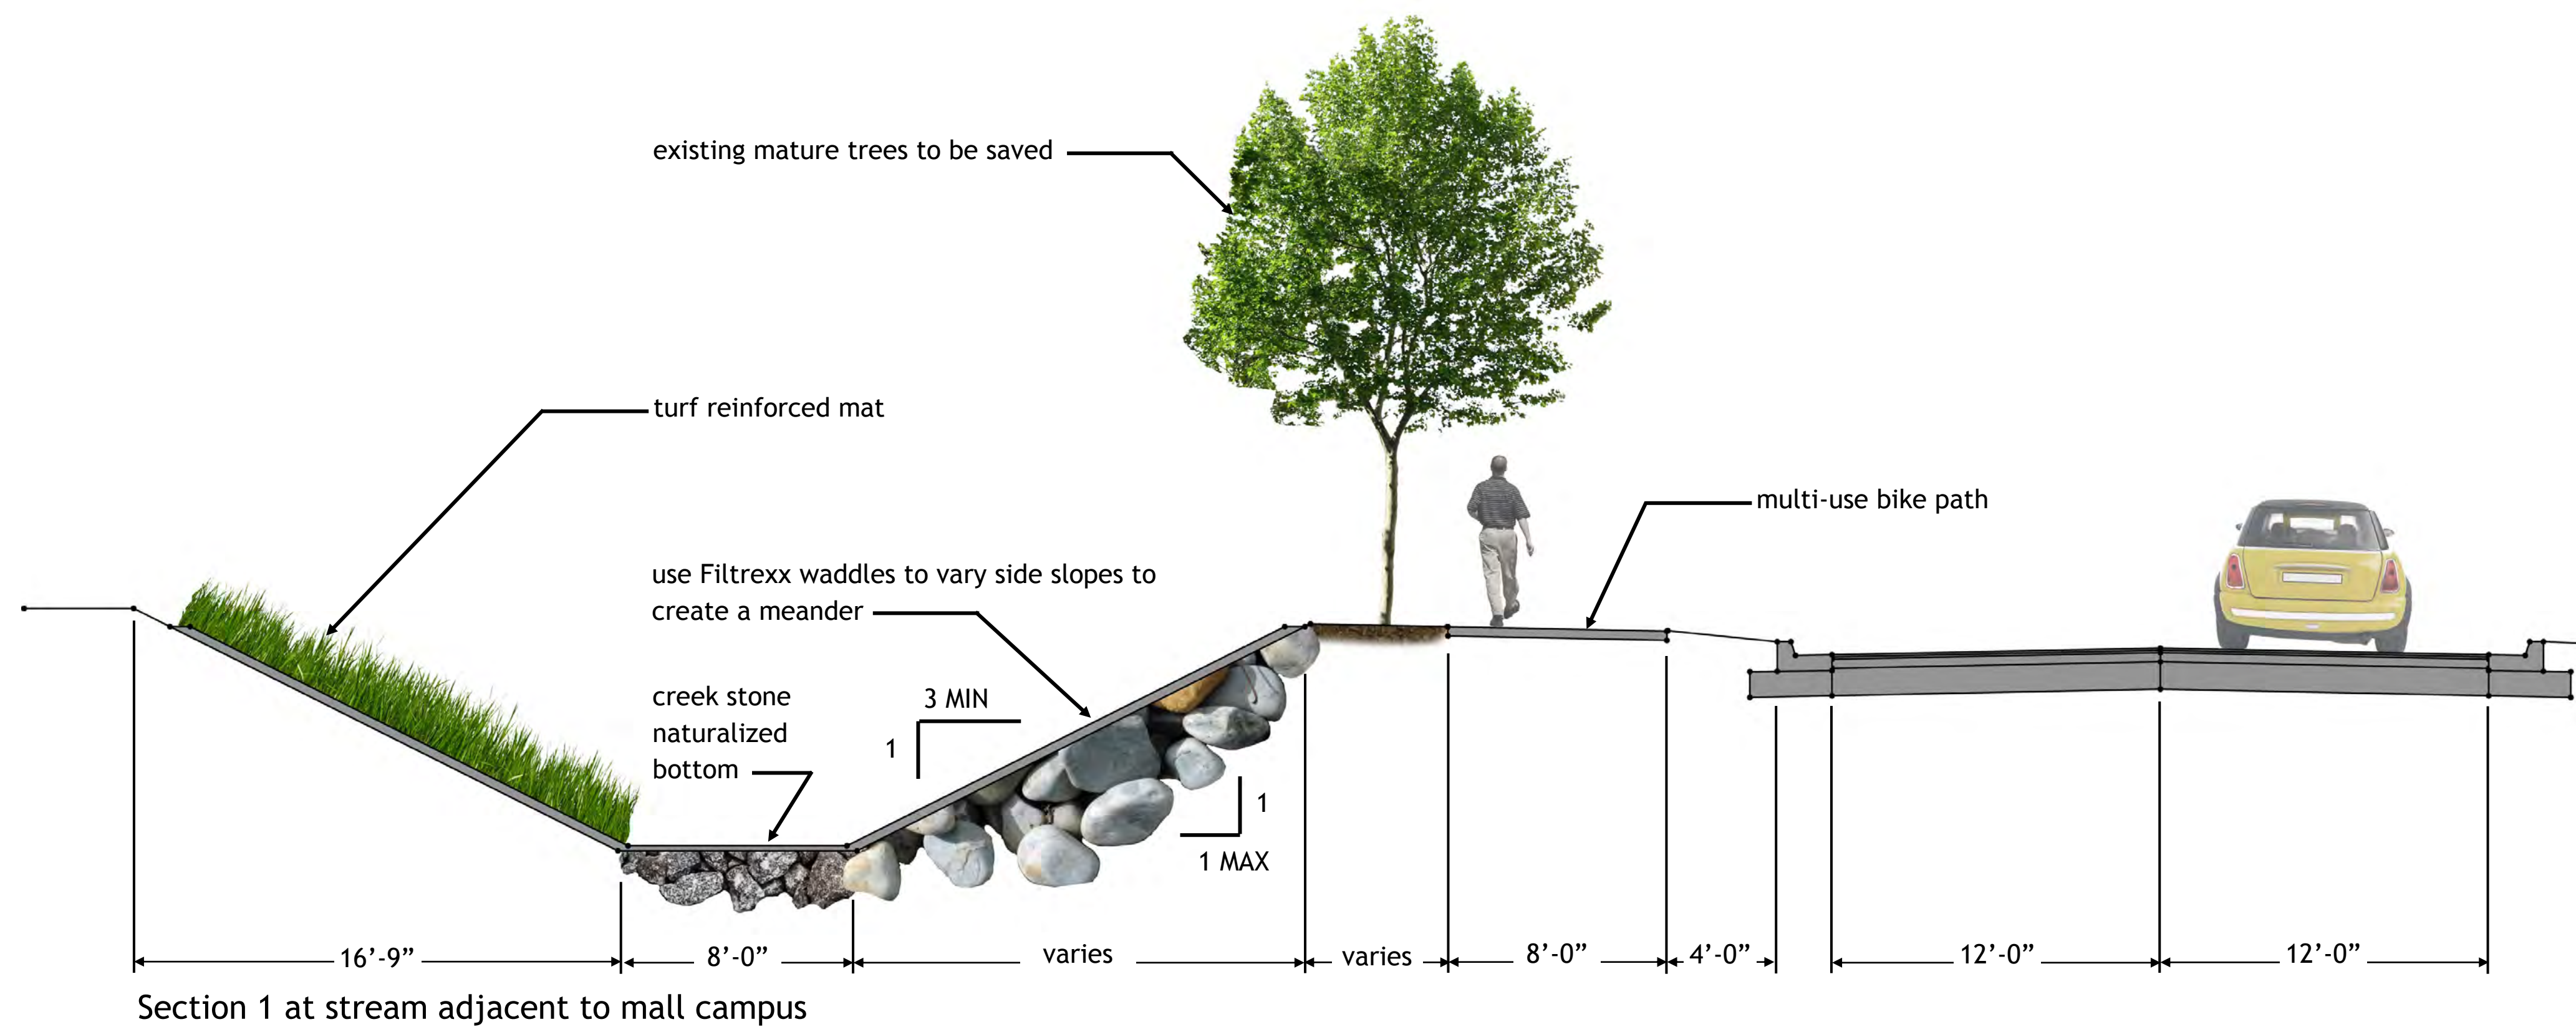 existing mature trees to be saved
turf reinforced mat
multi-use bike path
use Filtrexx waddles to vary side slopes to
create a meander
creek stone
naturalized
bottom
3 MIN
1
1
1 MAX
16’-9”
8’-0”
varies
varies
8’-0”
4’-0”
12’-0”
12’-0”
Section 1 at stream adjacent to mall campus